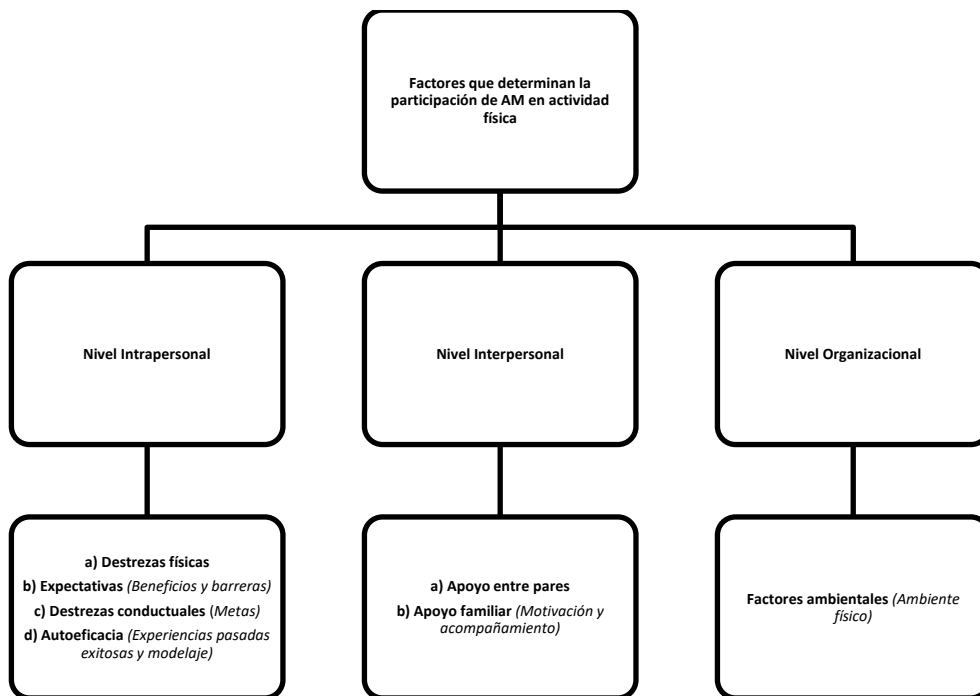 Factores que determinan la
participación de AM en actividad
física
Nivel Intrapersonal
Nivel Interpersonal
Nivel Organizacional
a) Destrezas físicas
b) Expectativas (Beneficios y barreras)
c) Destrezas conductuales (Metas)
d) Autoeficacia (Experiencias pasadas
exitosas y modelaje)
a) Apoyo entre pares
b) Apoyo familiar (Motivación y
acompañamiento)
Factores ambientales (Ambiente
físico)